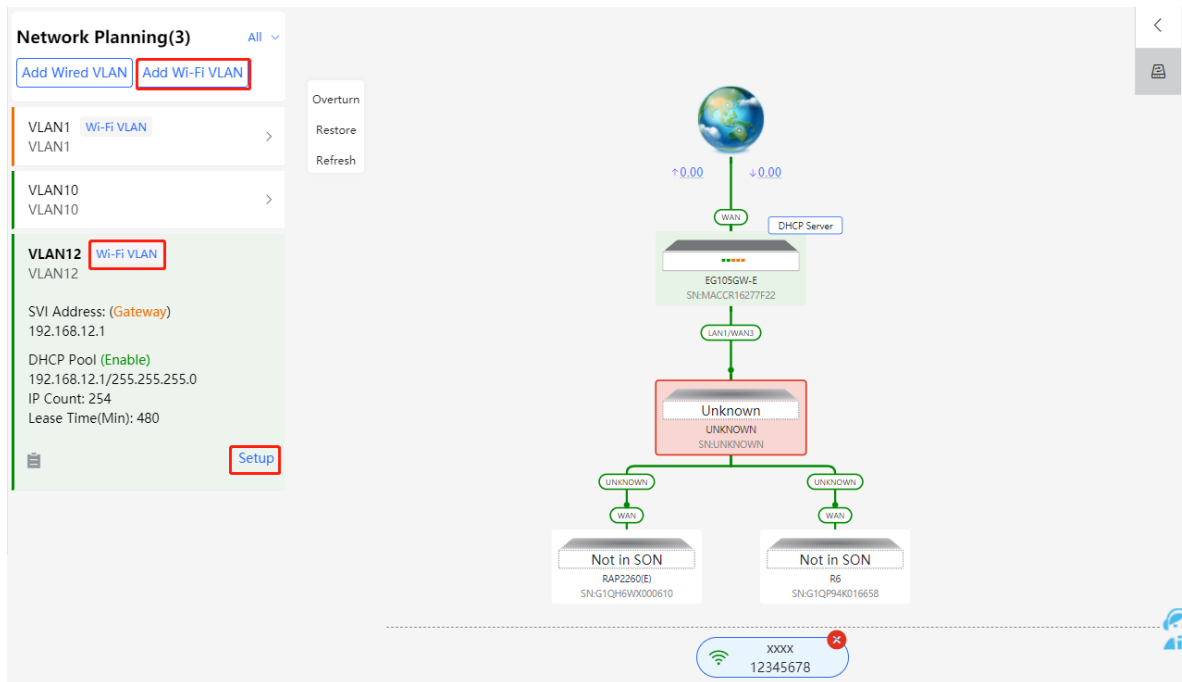 Network Planning(3)
All
Add Wired VLAN
Add Wi-Fi VLAN
VLAN1 Wi-Fi VLAN
VLAN1
VLAN10
VLAN10
VLAN12 Wi-Fi VLAN
VLAN12
SVI Address: (Gateway)
192.168.12.1
DHCP Pool (Enable)
192.168.12.1/255.255.255.0
IP Count: 254
Lease Time(Min): 480
Setup
Overturn
Restore
Refresh
↑0.00 ↓0.00
WAN
DHCP Server
EG105GW-E
SN:MACCR16277F22
LAN1/WAN3
Unknown
UNKNOWN
SN:UNKNOWN
UNKNOWN UNKNOWN
WAN WAN
Not in SON
RAP2260(E)
SN:G1QH6WX000610
Not in SON
R6
SN:G1QP94K016658
XXXX
12345678